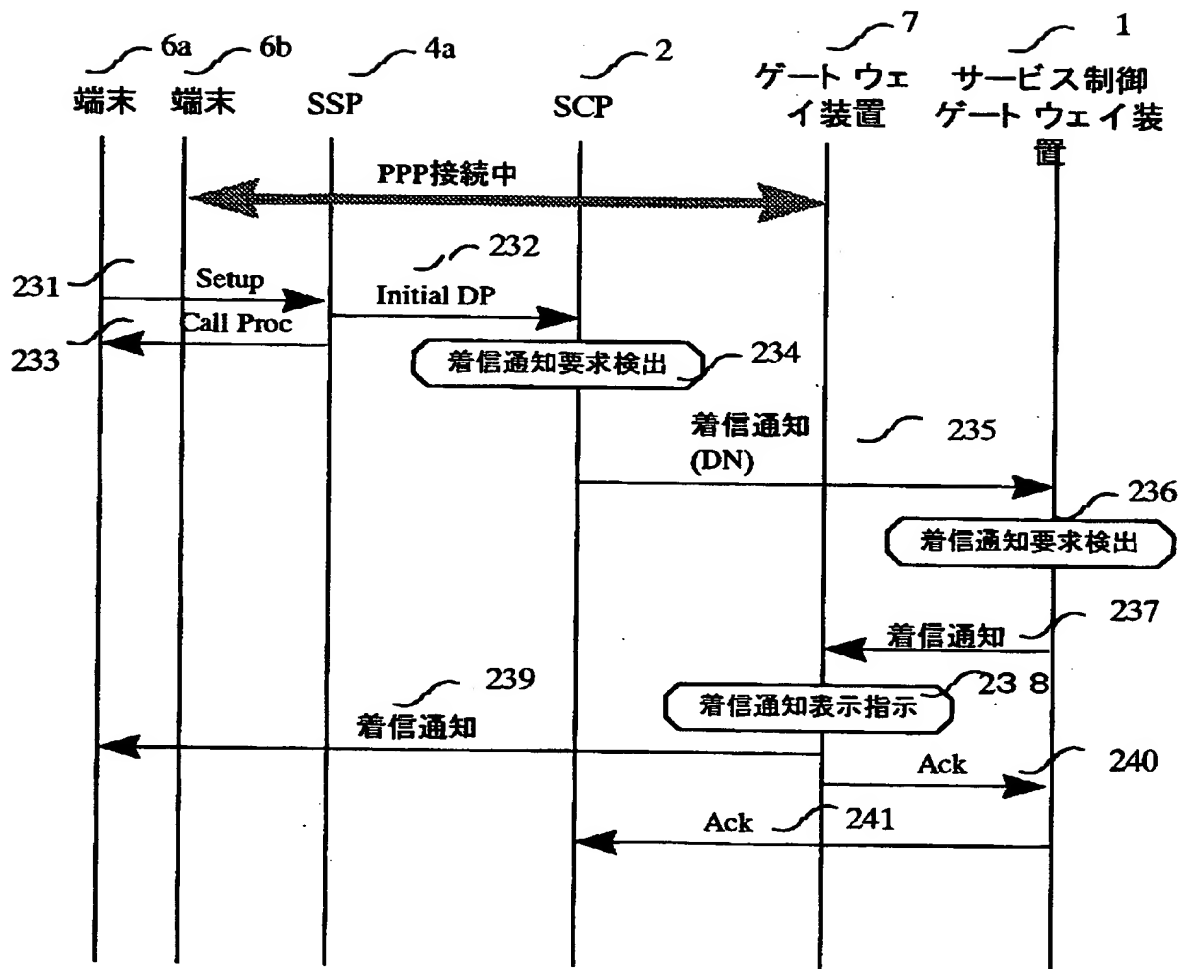 6a
6b
4a
2
7
1
端末
端末
SSP
SCP
ゲートウェ
イ装置
サービス制御
ゲートウェイ装
置
PPP接続中
232
231
Setup
Initial DP
233
Call Proc
着信通知要求検出
234
着信通知
(DN)
235
236
着信通知要求検出
237
着信通知
239
着信通知
着信通知表示指示
238
Ack
240
Ack
241